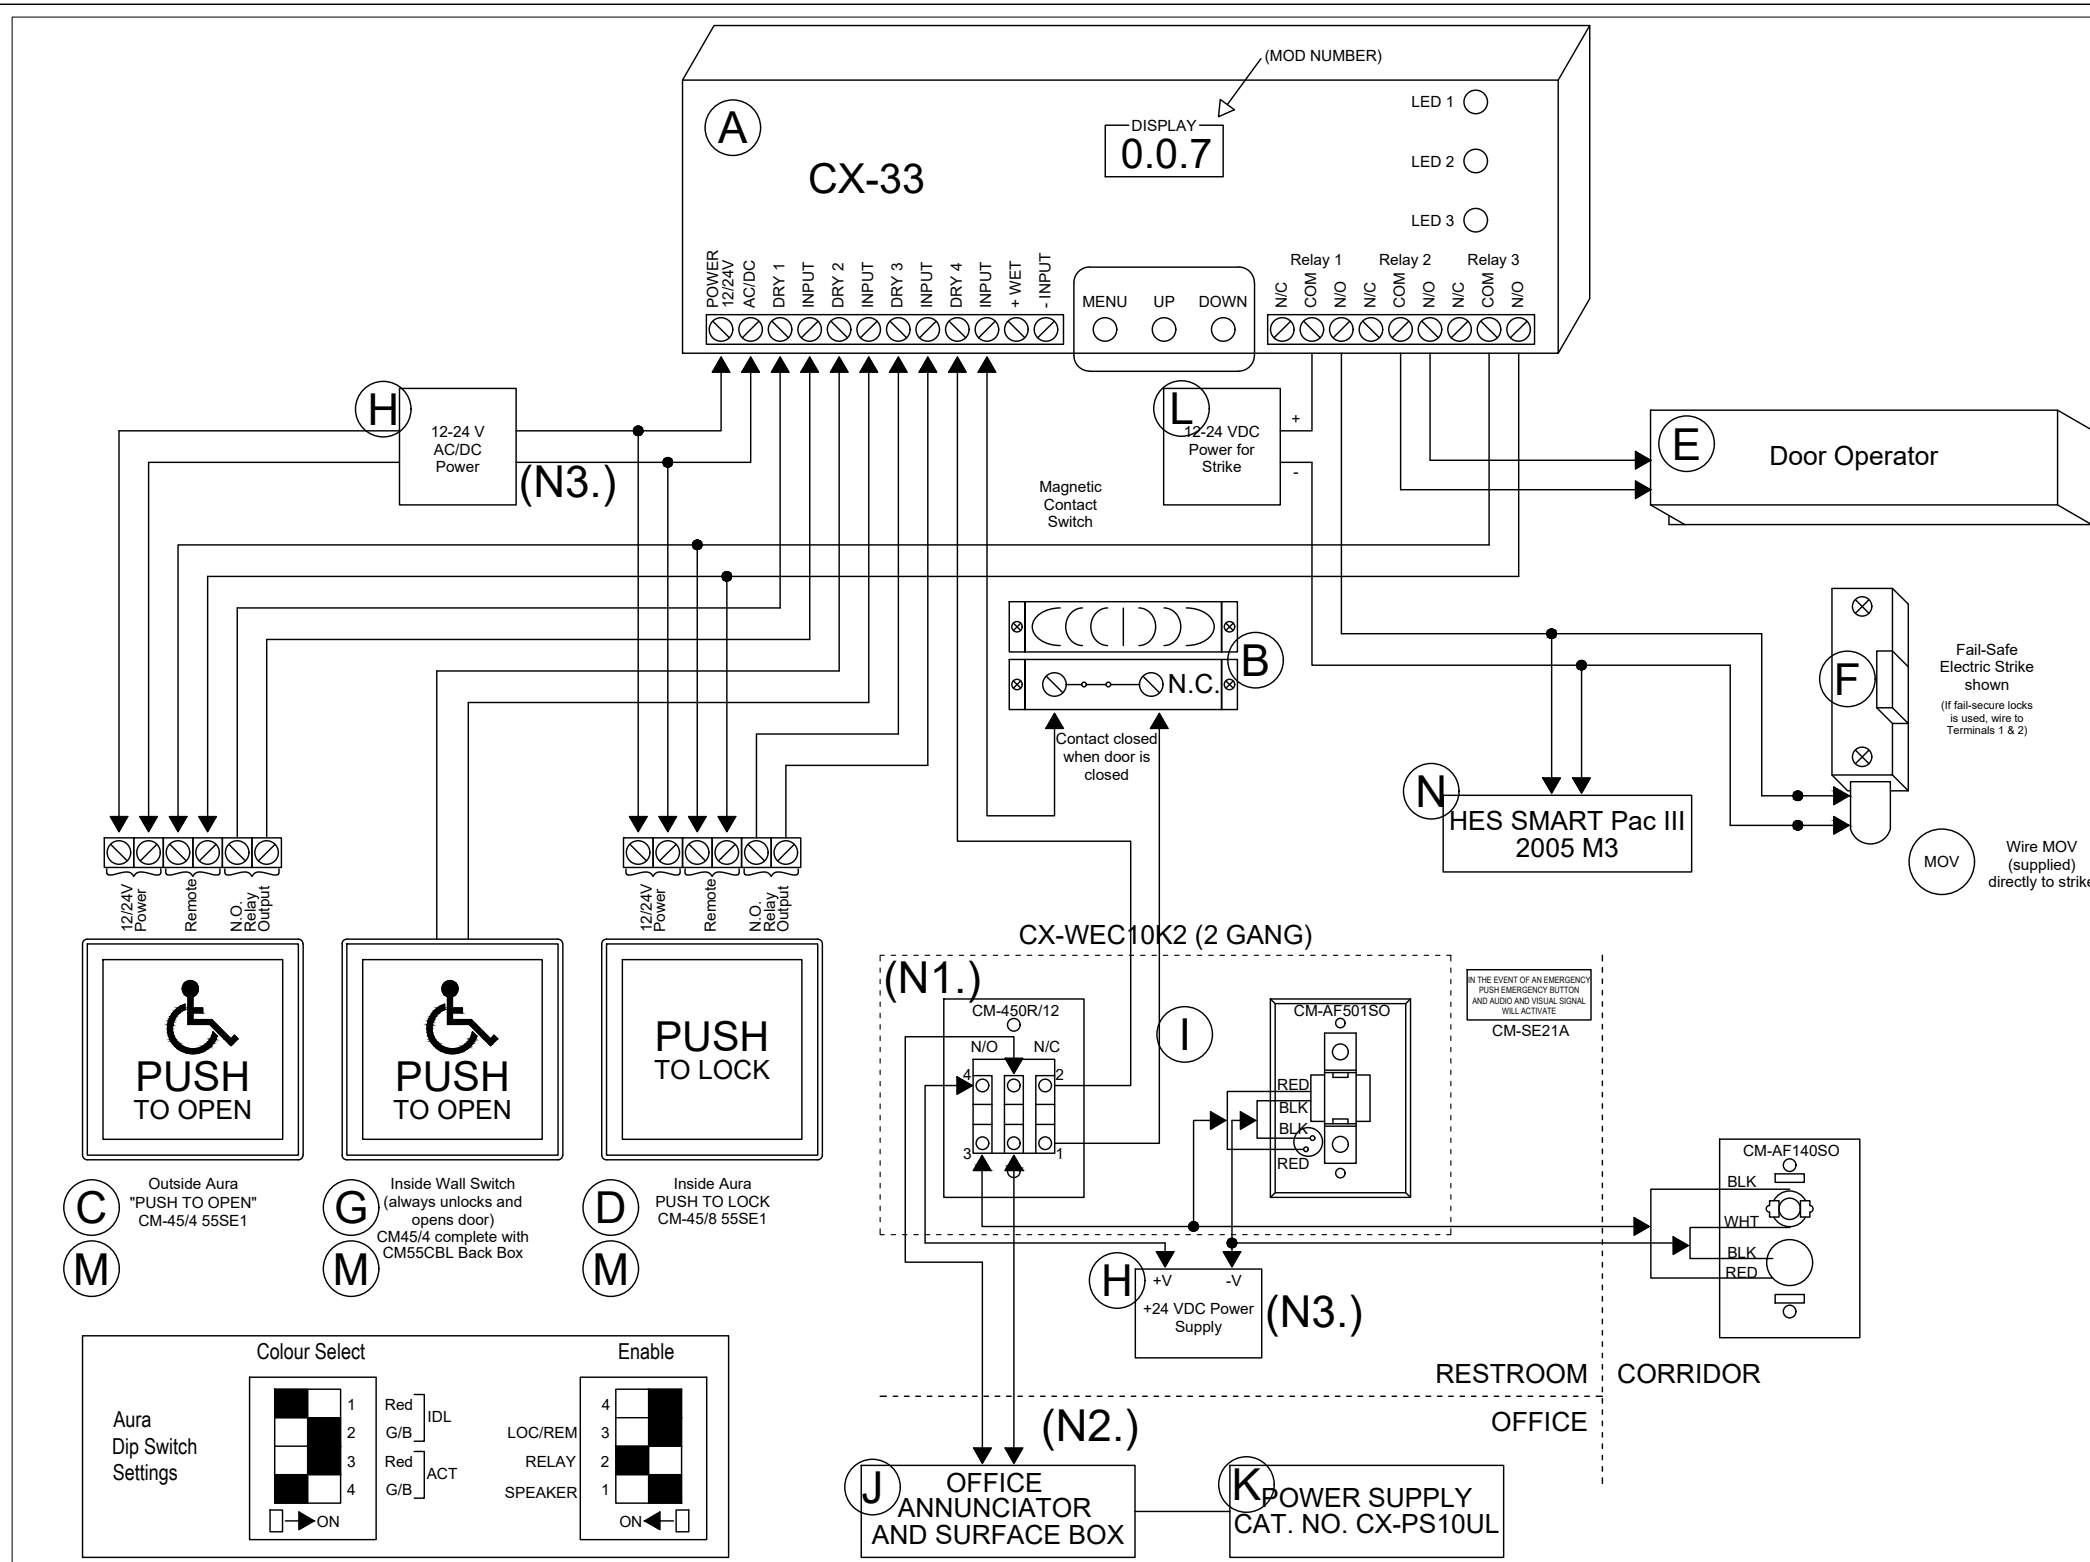 (MOD NUMBER)
A
CX-33
DISPLAY
0.0.7
LED 1
LED 2
LED 3
POWER
12/24V
AC/DC
DRY 1
INPUT
DRY 2
INPUT
DRY 3
INPUT
DRY 4
INPUT
+ WET
- INPUT
MENU
UP
DOWN
Relay 1
Relay 2
Relay 3
N/C
COM
N/O
N/C
COM
N/O
N/C
COM
N/O
H
12-24 V
AC/DC
Power
(N3.)
L
12-24 VDC
Power for
Strike
+
-
E
Door Operator
Magnetic
Contact
Switch
B
N.C.
Contact closed
when door is
closed
F
Fail-Safe
Electric Strike
shown
(If fail-secure locks
is used, wire to
Terminals 1 & 2)
N
HES SMART Pac III
2005 M3
MOV
Wire MOV
(supplied)
directly to strike
12/24V
Power
Remote
N.O.
Relay
Output
12/24V
Power
Remote
N.O.
Relay
Output
PUSH
TO OPEN
PUSH
TO OPEN
PUSH
TO LOCK
C
M
Outside Aura
"PUSH TO OPEN"
CM-45/4 55SE1
G
M
Inside Wall Switch
(always unlocks and
opens door)
CM45/4 complete with
CM55CBL Back Box
D
M
Inside Aura
PUSH TO LOCK
CM-45/8 55SE1
CX-WEC10K2 (2 GANG)
(N1.)
CM-450R/12
N/O
N/C
4
2
3
1
I
CM-AF501SO
RED
BLK
BLK
RED
IN THE EVENT OF AN EMERGENCY
PUSH EMERGENCY BUTTON
AND AUDIO AND VISUAL SIGNAL
WILL ACTIVATE
CM-SE21A
CM-AF140SO
BLK
WHT
BLK
RED
H
+V
-V
+24 VDC Power
Supply
(N3.)
RESTROOM
CORRIDOR
OFFICE
(N2.)
J
OFFICE
ANNUNCIATOR
AND SURFACE BOX
K
POWER SUPPLY
CAT. NO. CX-PS10UL
Aura
Dip Switch
Settings
Colour Select
1
Red
2
G/B
IDL
3
Red
4
G/B
ACT
ON
Enable
4
LOC/REM
3
RELAY
2
SPEAKER
1
ON